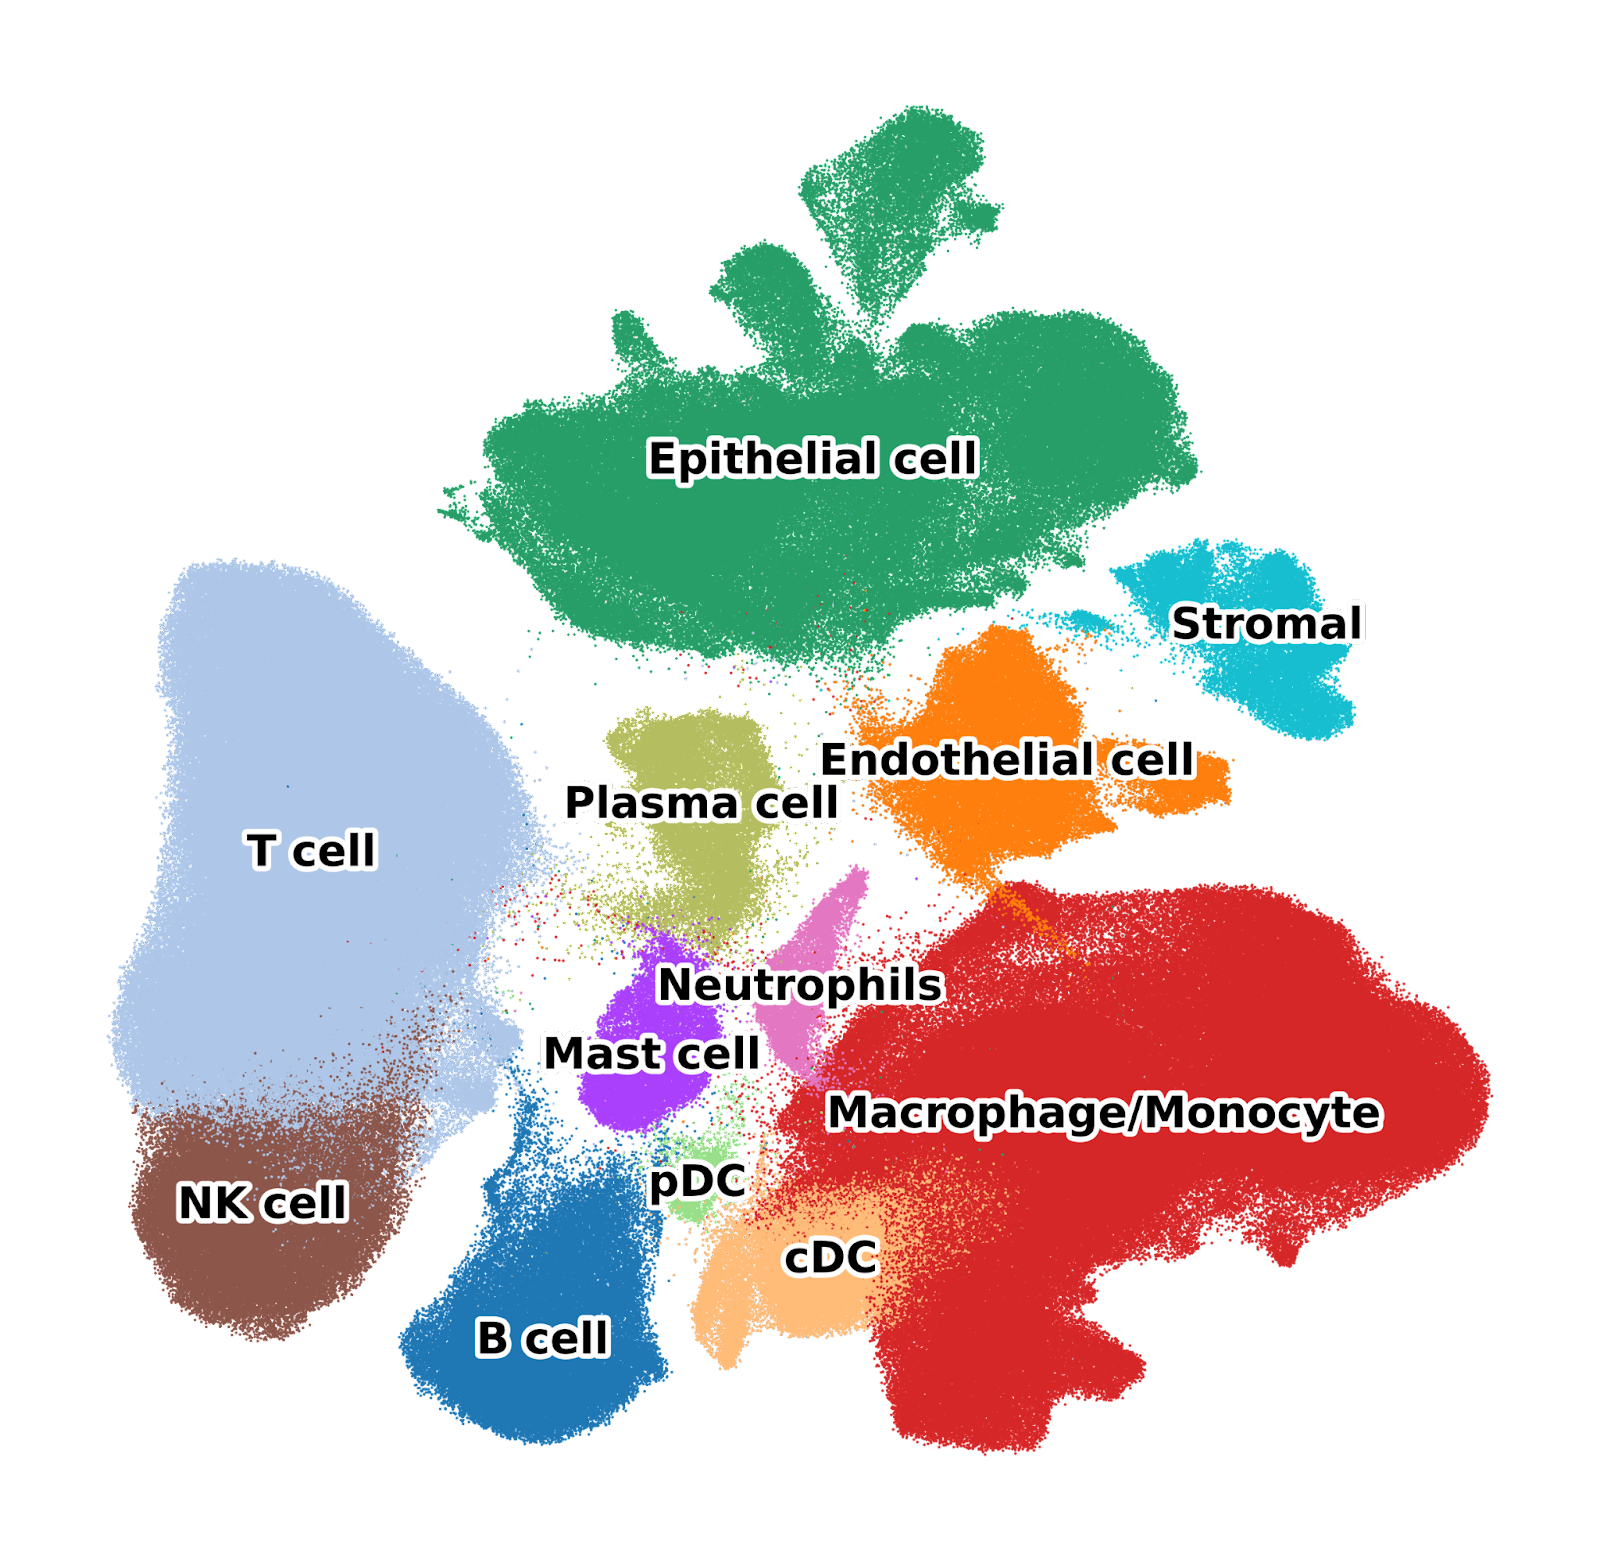 Epithelial cell
Stromal
Endothelial cell
Plasma cell
T cell
Neutrophils
Mast cell
Macrophage/Monocyte
pDC
NK cell
cDC
B cell